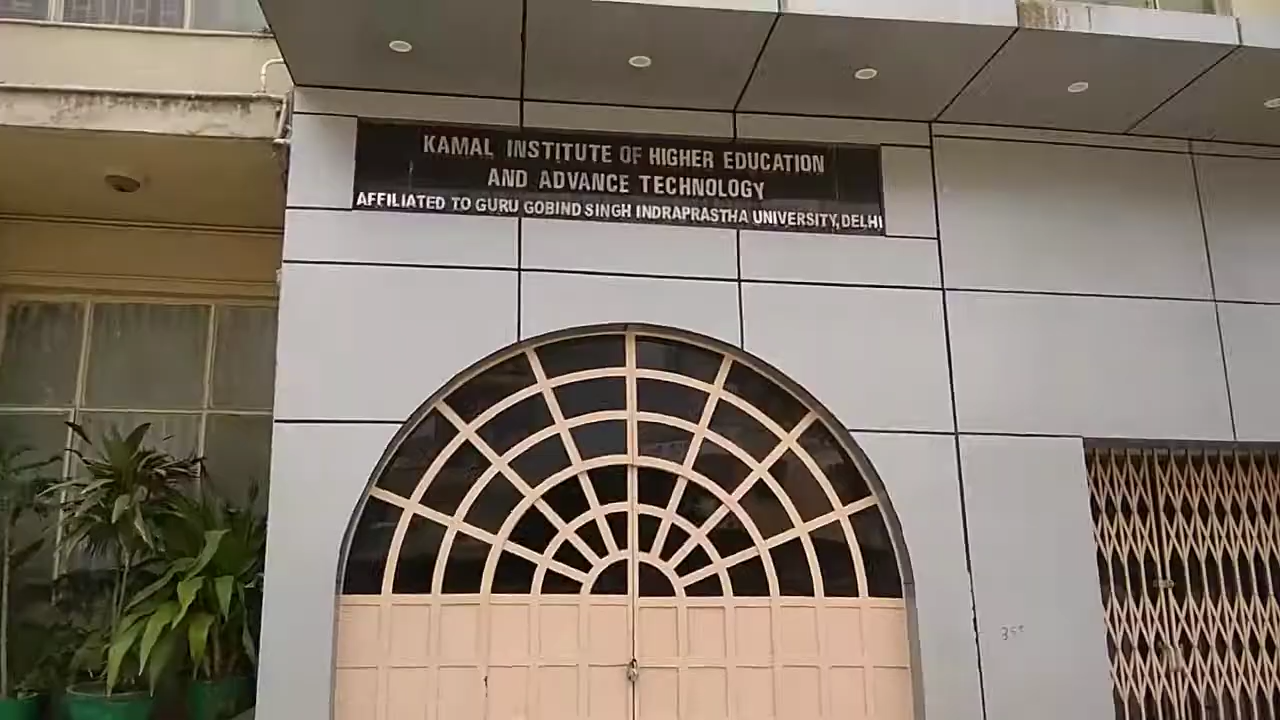 KAMAL INSTITUTE OF HIGHER EDUCATION
AND ADVANCE TECHNOLOGY
AFFILIATED TO GURU GOBIND SINGH INDRAPRASTHA UNIVERSITY, DELHI